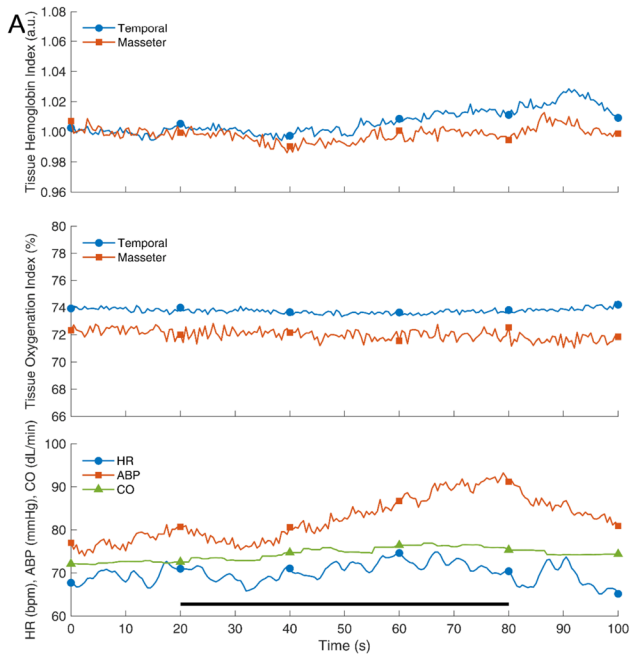 A
Tissue Hemoglobin Index (a.u.)
1.08
1.06
1.04
1.02
1.00
0.98
0.96
Temporal
Masseter
Tissue Oxygenation Index (%)
80
78
76
74
72
70
68
66
Temporal
Masseter
HR (bpm), ABP (mmHg), CO (dL/min)
100
90
80
70
60
HR
ABP
CO
0 10 20 30 40 50 60 70 80 90 100
Time (s)